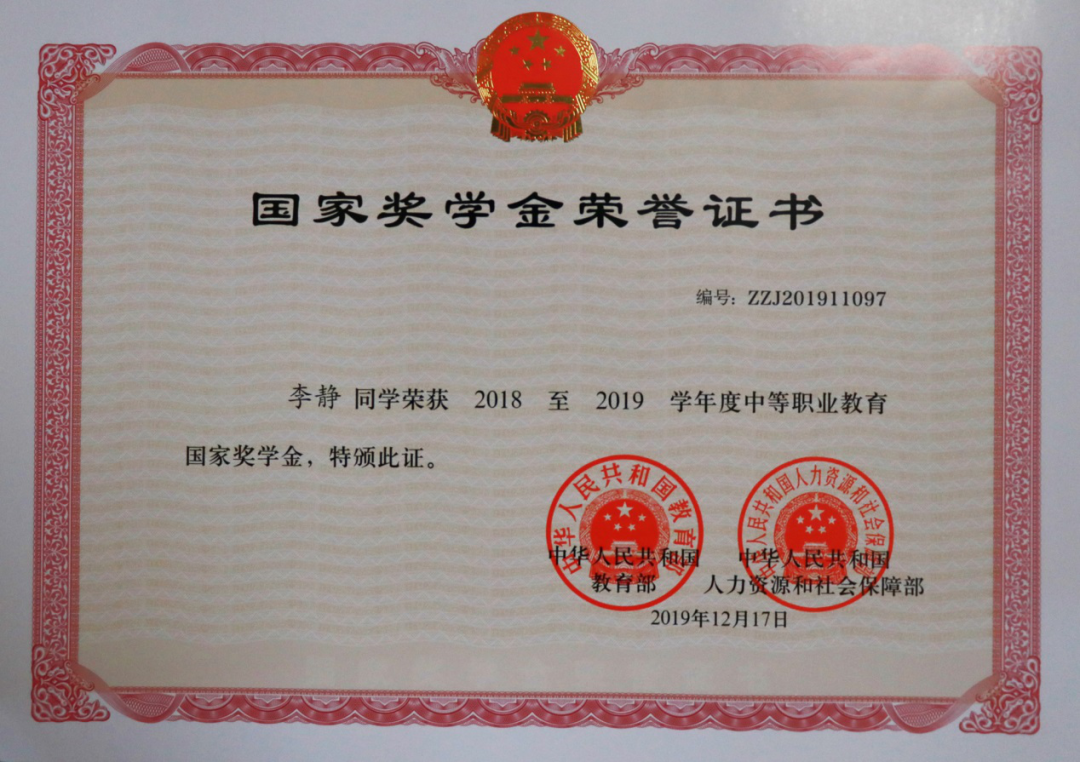 国家奖学金荣誉证书
编号：ZZJ201911097
李静 同学荣获 2018 至 2019 学年度中等职业教育
国家奖学金，特颁此证。
中华人民共和国教育部
中华人民共和国人力资源和社会保障部
中华人民共和国 中华人民共和国
教育部 人力资源和社会保障部
2019年12月17日